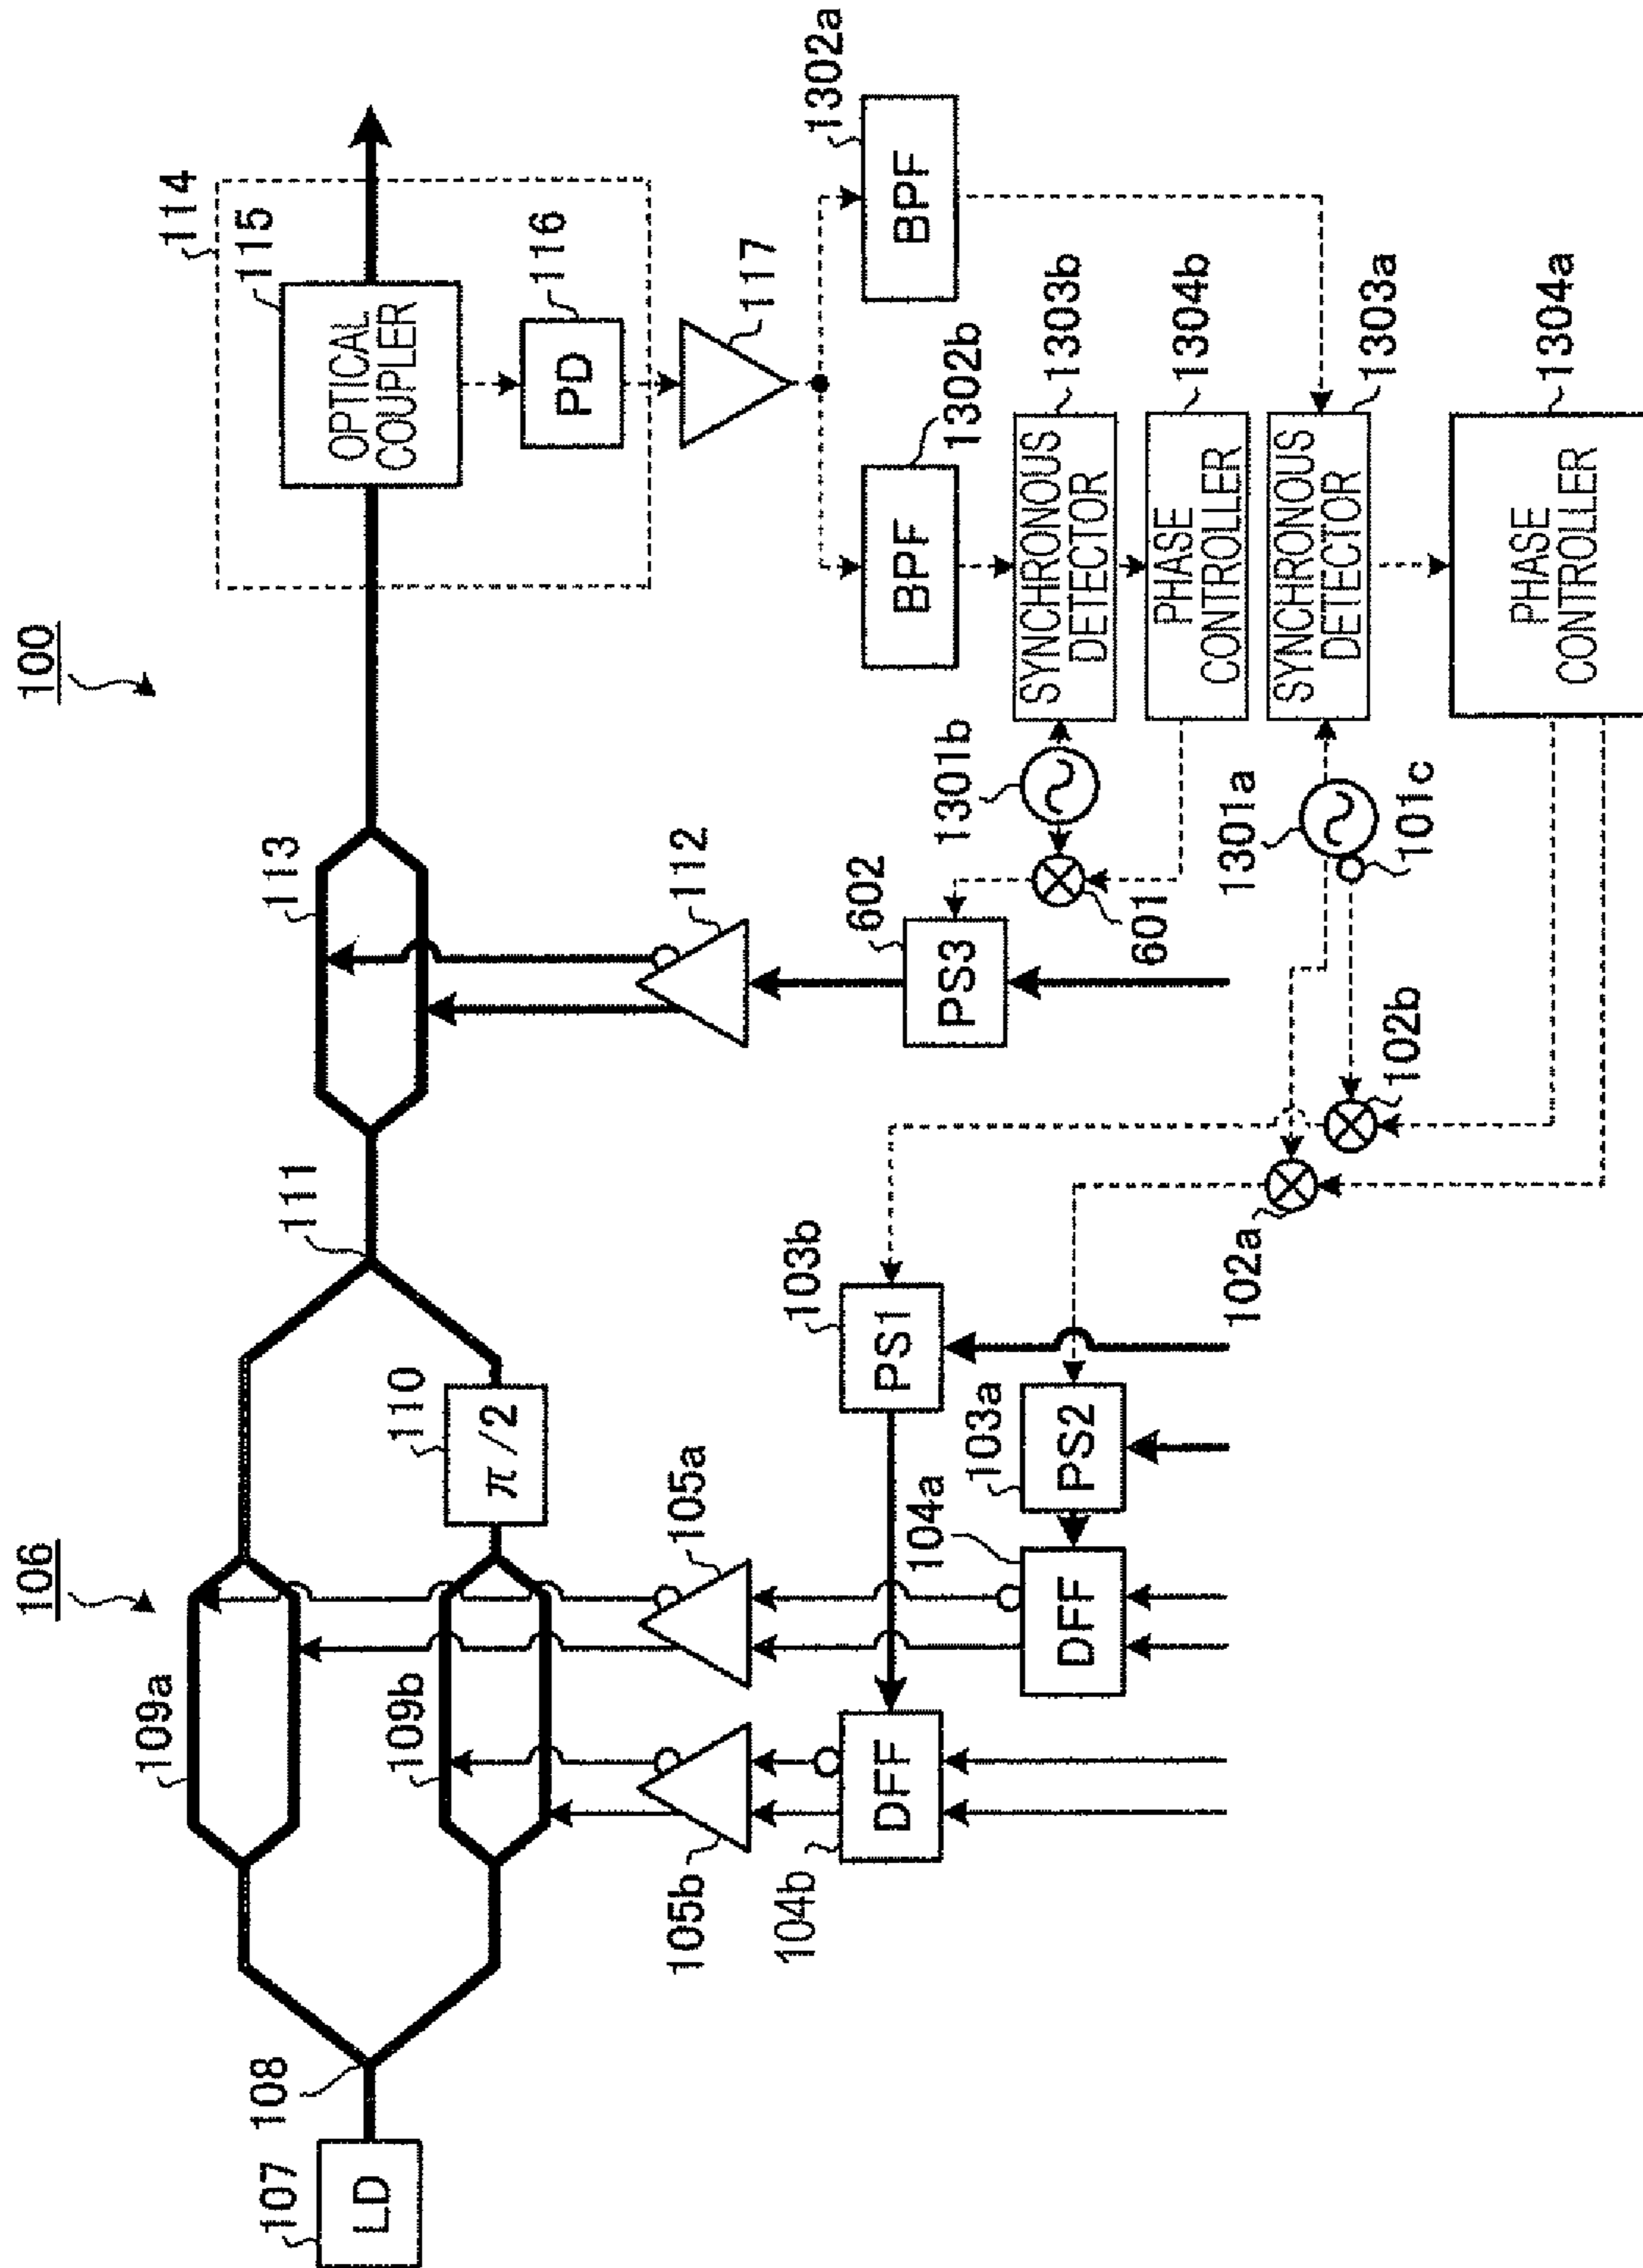 100
106
107
LD
108
109a
109b
π/2
110
111
113
112
114
115
OPTICAL
COUPLER
116
PD
117
105b
105a
104b
DFF
104a
DFF
103b
PS1
103a
PS2
602
PS3
601
102a
102b
1301b
1301a
101c
1302b
BPF
1302a
BPF
SYNCHRONOUS
DETECTOR
1303b
PHASE
CONTROLLER
1304b
SYNCHRONOUS
DETECTOR
1303a
PHASE
CONTROLLER
1304a